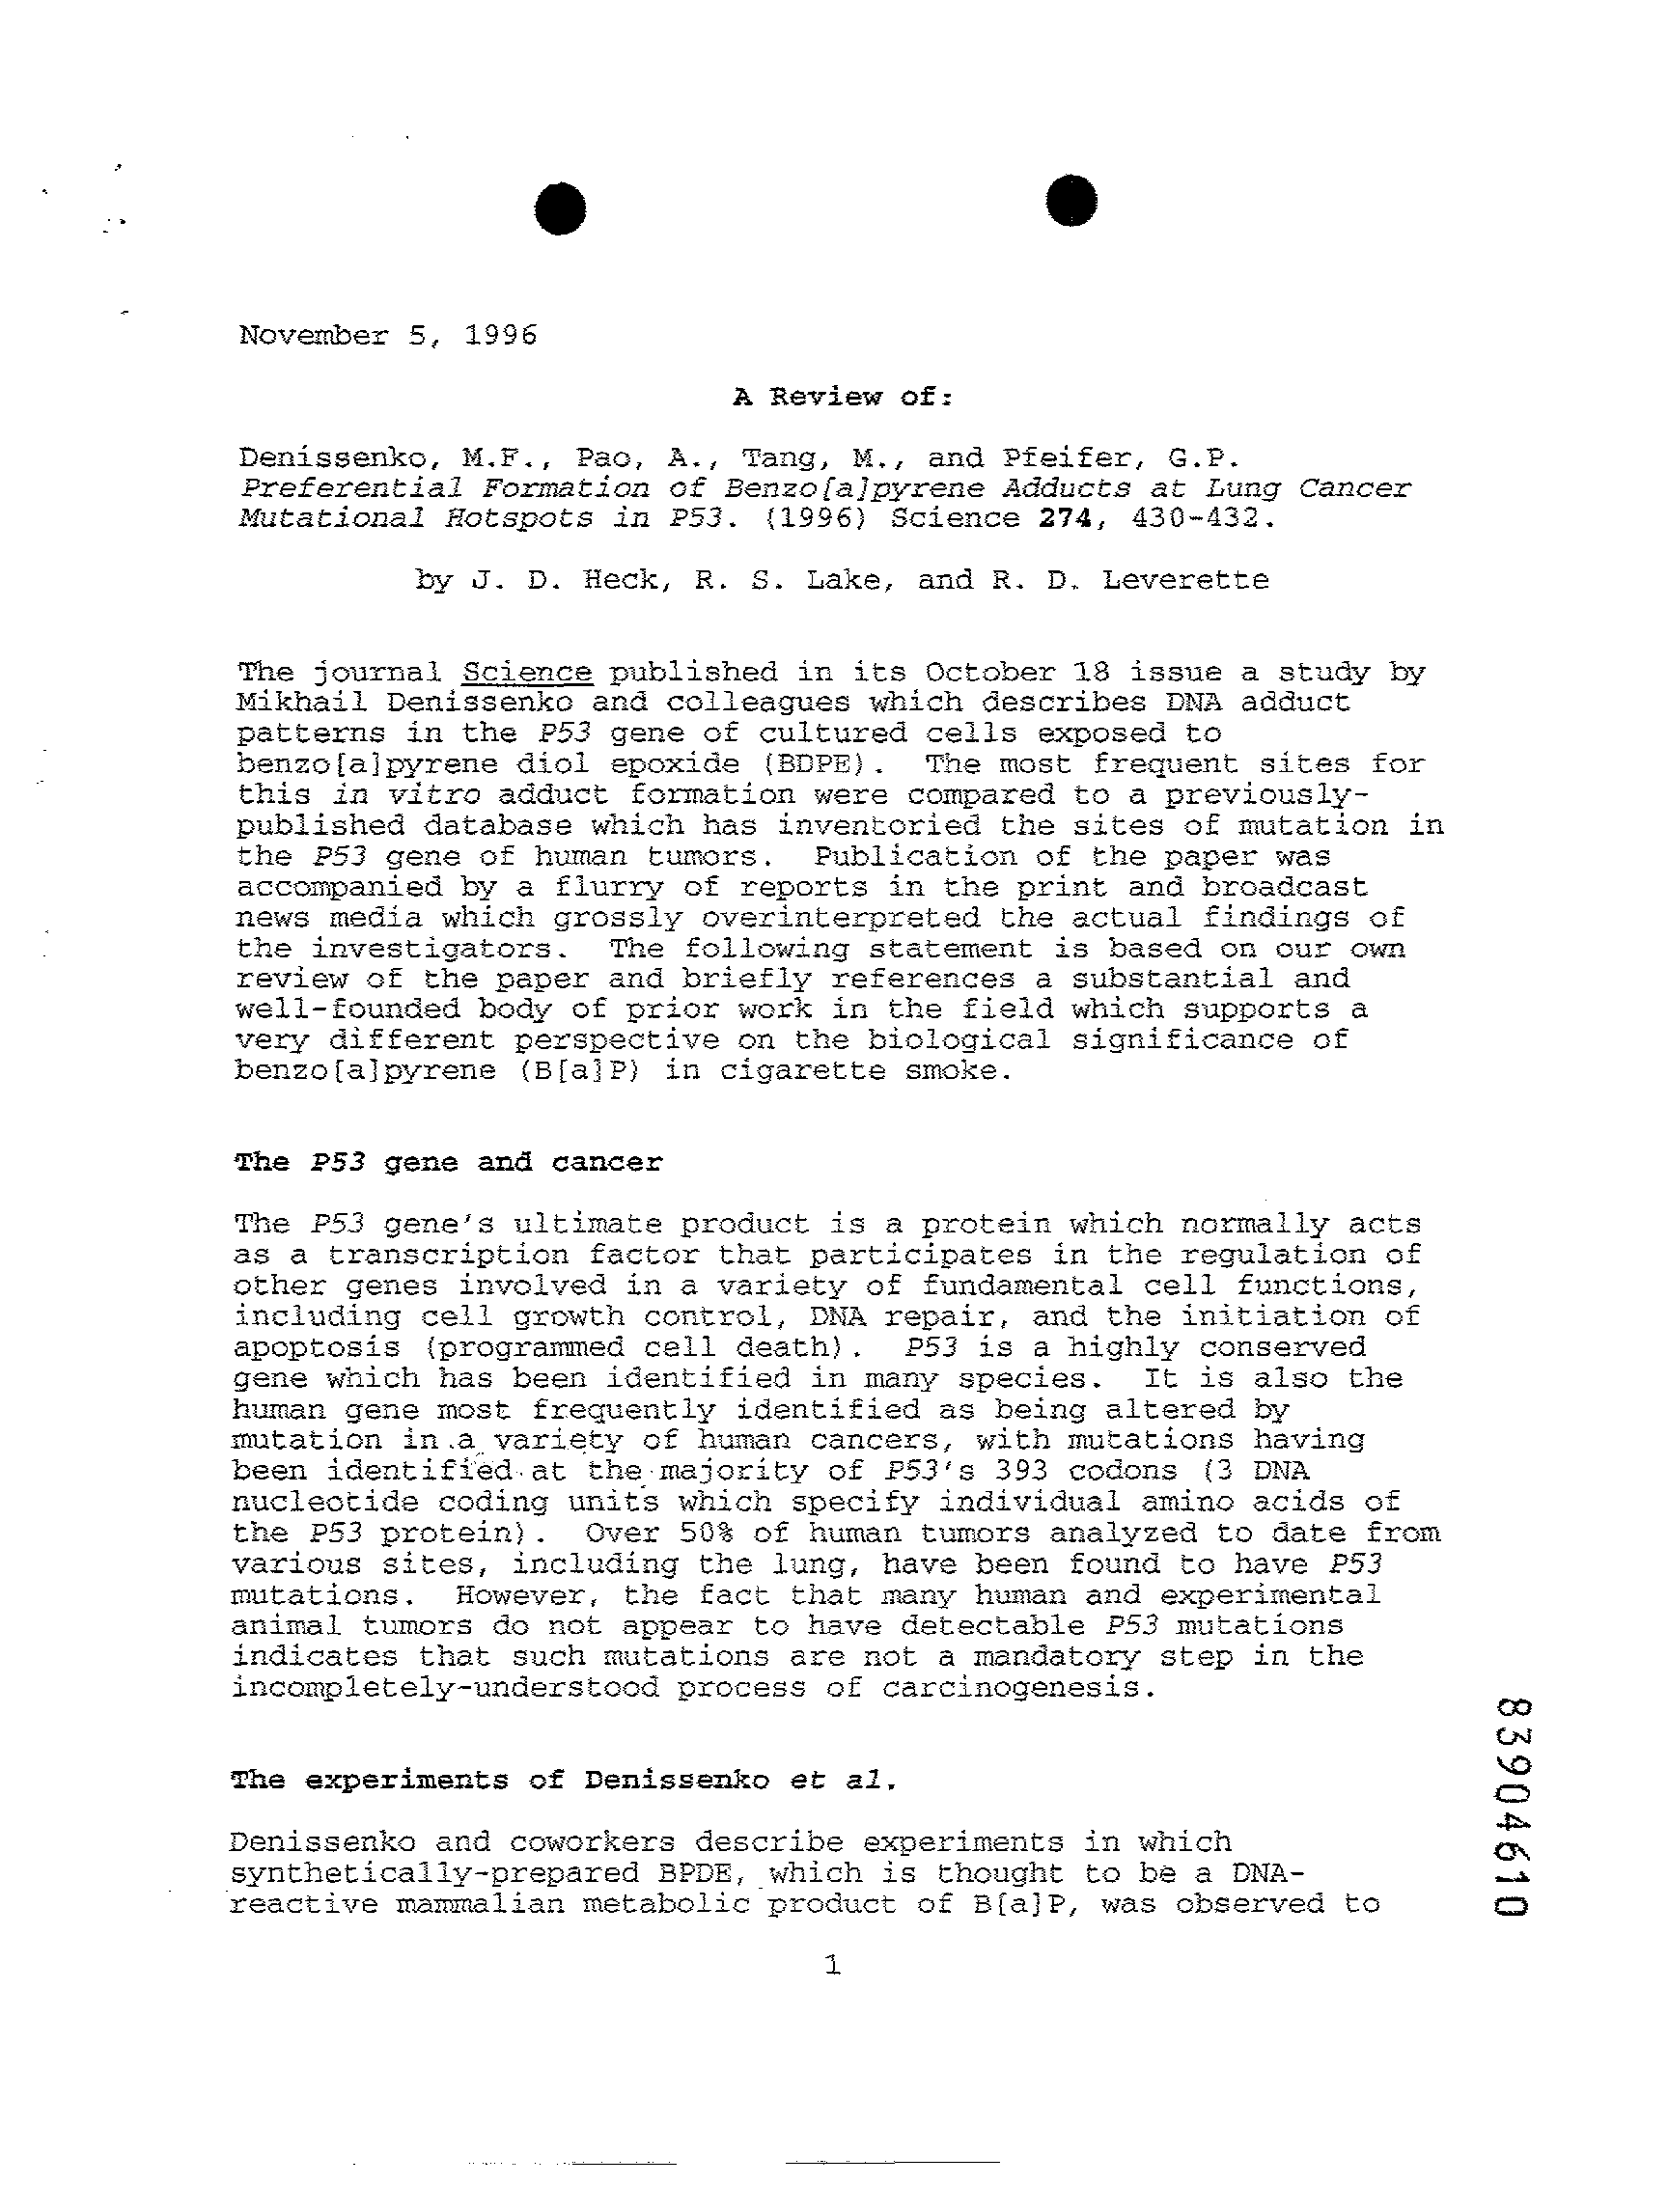 November 5, 1996
A Review of:
Denissenko, M.F., Pao, A., Tang, M., and Pfeifer, G.P.
Preferential Formation of Benzo[a]pyrene Adducts at Lung Cancer
Mutational Hotspots in P53. (1996) Science 274, 430-432.
by J. D. Heck, R. S. Lake, and R. D. Leverette
The journal Science published in its October 18 issue a study by
Mikhail Denissenko and colleagues which describes DNA adduct
patterns in the P53 gene of cultured cells exposed to
benzo[a]pyrene diol epoxide (BDPE). The most frequent sites for
this in vitro adduct formation were compared to a previously-
published database which has inventoried the sites of mutation in
the P53 gene of human tumors. Publication of the paper was
accompanied by a flurry of reports in the print and broadcast
news media which grossly overinterpreted the actual findings of
the investigators. The following statement is based on our own
review of the paper and briefly references a substantial and
well-founded body of prior work in the field which supports a
very different perspective on the biological significance of
benzo[a]pyrene (B[a]P) in cigarette smoke.
The P53 gene and cancer
The P53 gene's ultimate product is a protein which normally acts
as a transcription factor that participates in the regulation of
other genes involved in a variety of fundamental cell functions,
including cell growth control, DNA repair, and the initiation of
apoptosis (programmed cell death). P53 is a highly conserved
gene which has been identified in many species. It is also the
human gene most frequently identified as being altered by
mutation in a variety of human cancers, with mutations having
been identified at the majority of P53's 393 codons (3 DNA
nucleotide coding units which specify individual amino acids of
the P53 protein). Over 50% of human tumors analyzed to date from
various sites, including the lung, have been found to have P53
mutations. However, the fact that many human and experimental
animal tumors do not appear to have detectable P53 mutations
indicates that such mutations are not a mandatory step in the
incompletely-understood process of carcinogenesis.
The experiments of Denissenko et al.
Denissenko and coworkers describe experiments in which
synthetically-prepared BPDE, which is thought to be a DNA-
reactive mammalian metabolic product of B[a]P, was observed to
1
83904610